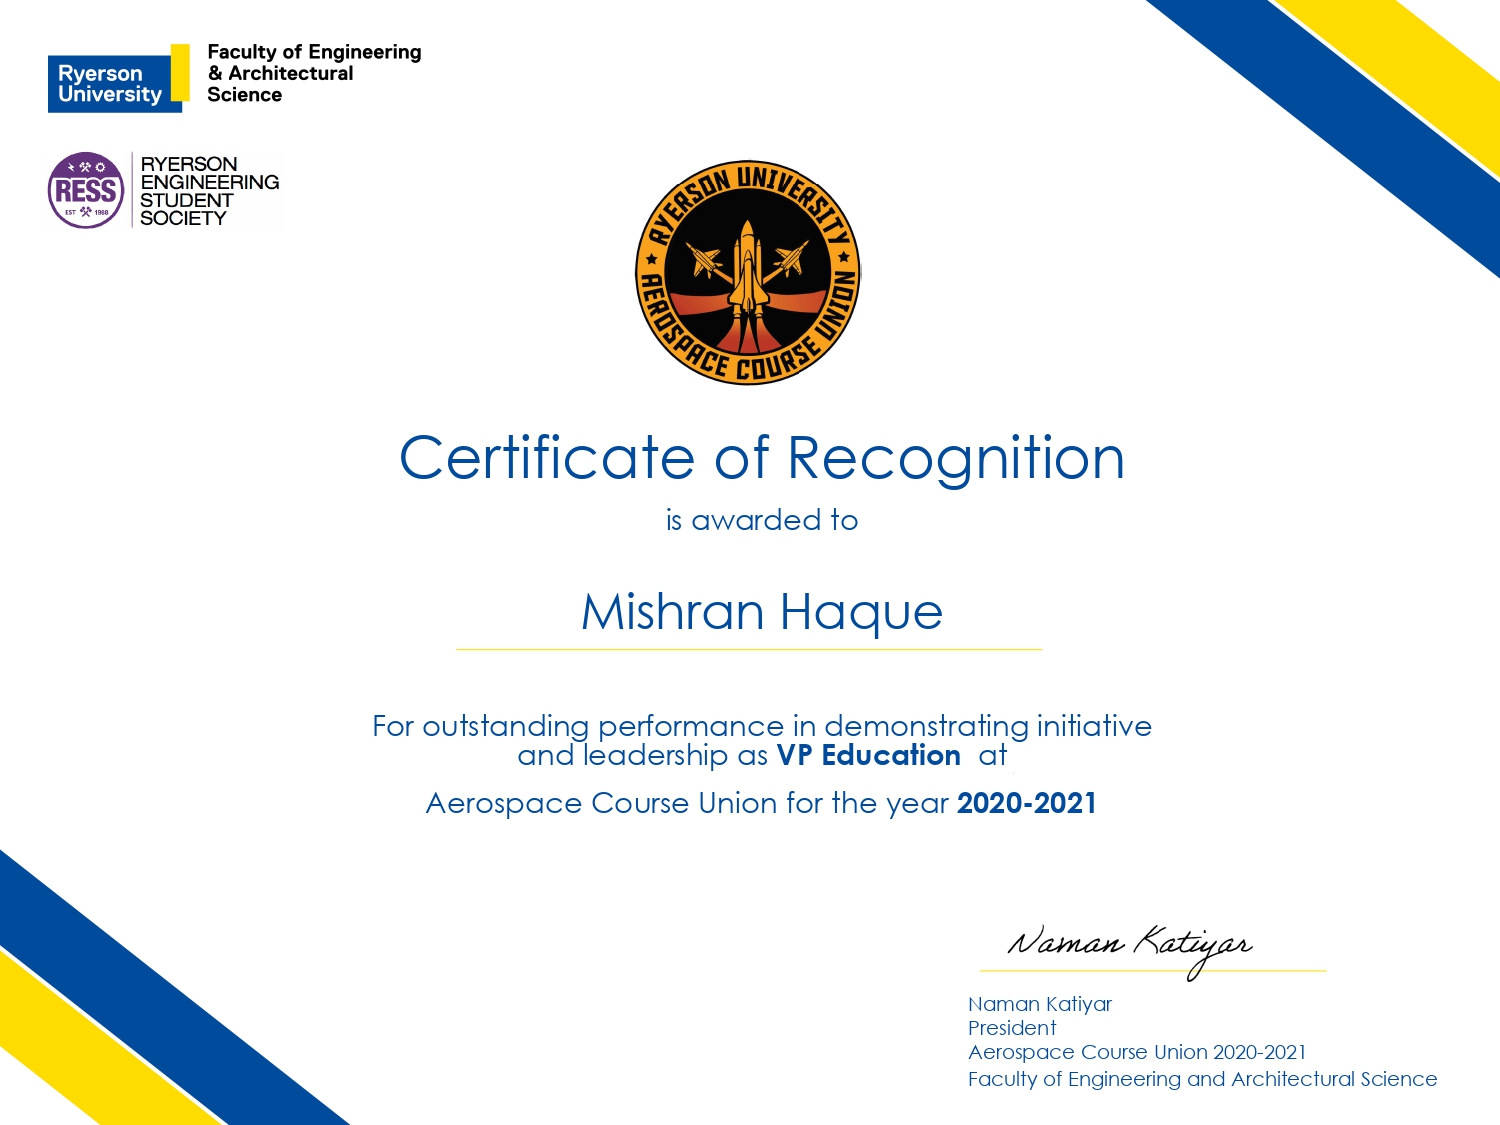 Ryerson
University
Faculty of Engineering
& Architectural
Science
RESS
EST 1988
RYERSON
ENGINEERING
STUDENT
SOCIETY
RYERSON UNIVERSITY
AEROSPACE COURSE UNION
Certificate of Recognition
is awarded to
Mishran Haque
For outstanding performance in demonstrating initiative
and leadership as VP Education at
Aerospace Course Union for the year 2020-2021
Naman Katiyar
Naman Katiyar
President
Aerospace Course Union 2020-2021
Faculty of Engineering and Architectural Science